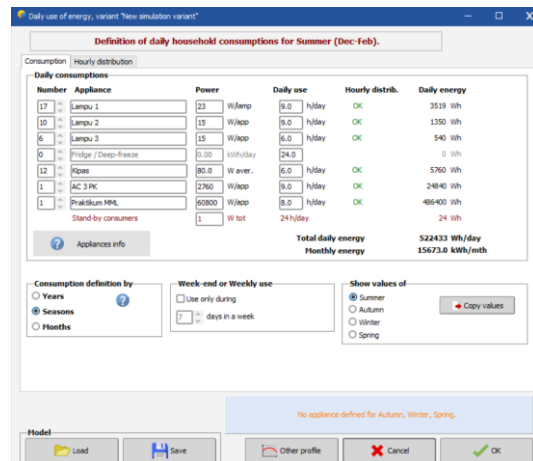 Daily use of energy, variant "New simulation variant"
Definition of daily household consumptions for Summer (Dec-Feb).
Consumption Hourly distribution
Daily consumptions
Number Appliance Power Daily use Hourly distrib. Daily energy
17 Lampu 1 23 W/lamp 9.0 h/day OK 3519 Wh
10 Lampu 2 15 W/app 9.0 h/day OK 1350 Wh
6 Lampu 3 15 W/app 6.0 h/day OK 540 Wh
0 Fridge / Deep-freeze 0.00 kWh/day 24.0 0 Wh
12 Kipas 80.0 W aver. 6.0 h/day OK 5760 Wh
1 AC 3 PK 2760 W/app 9.0 h/day OK 24840 Wh
1 Praktikum MML 60800 W/app 8.0 h/day OK 486400 Wh
Stand-by consumers 1 W tot 24 h/day 24 Wh
Appliances info
Total daily energy 522433 Wh/day
Monthly energy 15673.0 kWh/mth
Consumption definition by
Years
Seasons
Months
Week-end or Weekly use
Use only during
7 days in a week
Show values of
Summer
Autumn
Winter
Spring
Copy values
No appliance defined for Autumn, Winter, Spring.
Model
Load Save Other profile Cancel OK